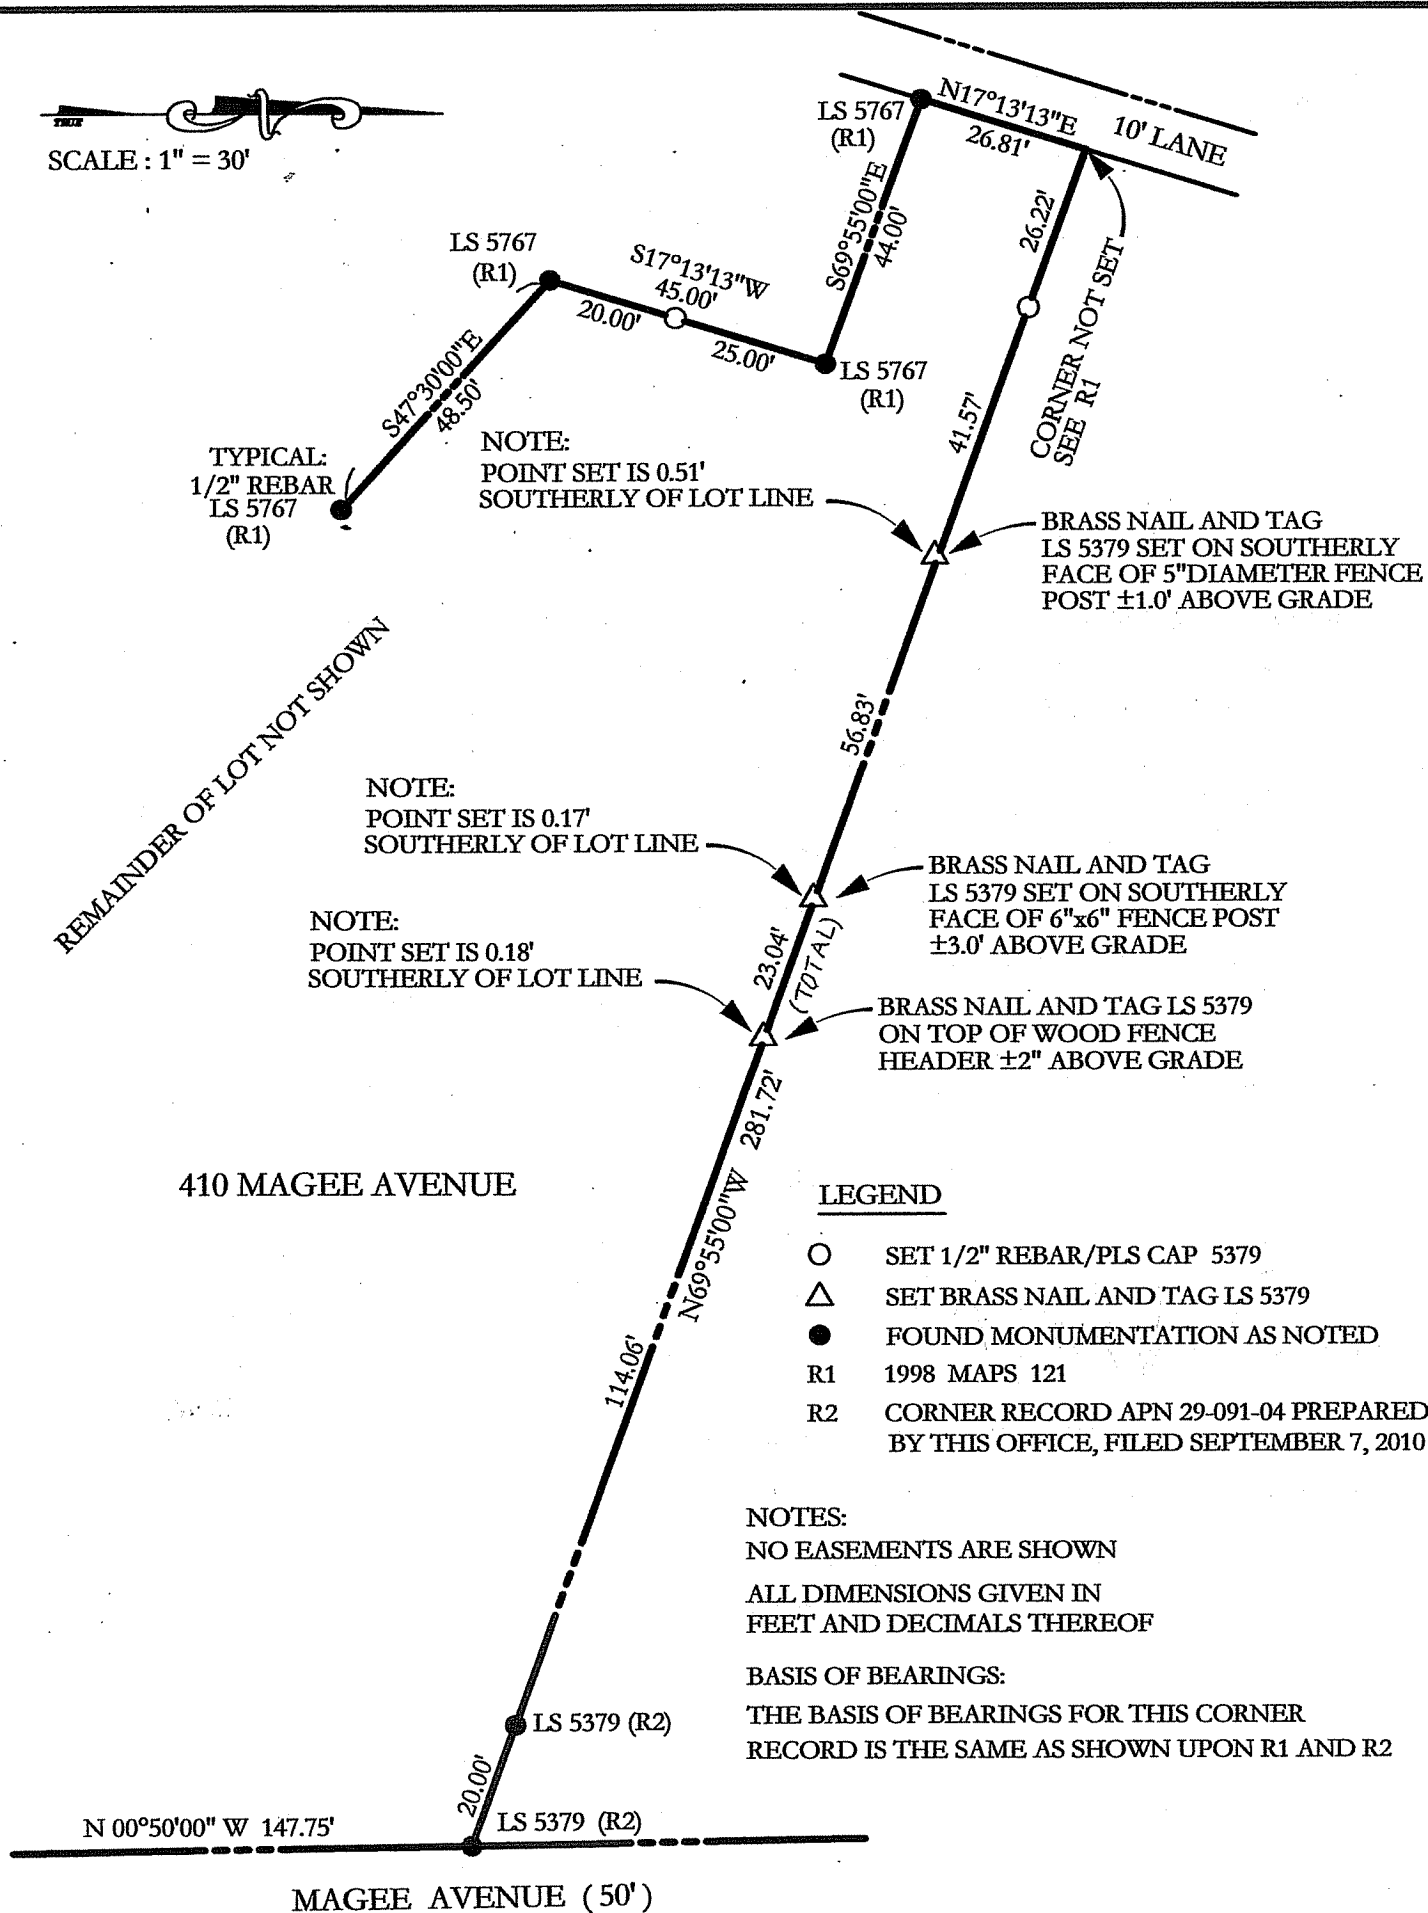 TRUE
SCALE : 1" = 30'
LS 5767
(R1)
N17°13'13"E
26.81'
10' LANE
S69°55'00"E
44.00'
26.22'
CORNER NOT SET
SEE R1
LS 5767
(R1)
S17°13'13"W
45.00'
20.00'
25.00'
LS 5767
(R1)
S47°30'00"E
48.50'
TYPICAL:
1/2" REBAR
LS 5767
(R1)
41.57'
NOTE:
POINT SET IS 0.51'
SOUTHERLY OF LOT LINE
BRASS NAIL AND TAG
LS 5379 SET ON SOUTHERLY
FACE OF 5"DIAMETER FENCE
POST ±1.0' ABOVE GRADE
REMAINDER OF LOT NOT SHOWN
56.83'
NOTE:
POINT SET IS 0.17'
SOUTHERLY OF LOT LINE
BRASS NAIL AND TAG
LS 5379 SET ON SOUTHERLY
FACE OF 6"x6" FENCE POST
±3.0' ABOVE GRADE
NOTE:
POINT SET IS 0.18'
SOUTHERLY OF LOT LINE
23.04'
(TOTAL)
BRASS NAIL AND TAG LS 5379
ON TOP OF WOOD FENCE
HEADER ±2" ABOVE GRADE
N69°55'00"W 281.72'
410 MAGEE AVENUE
114.06'
LEGEND
SET 1/2" REBAR/PLS CAP 5379
SET BRASS NAIL AND TAG LS 5379
FOUND MONUMENTATION AS NOTED
R1 1998 MAPS 121
R2 CORNER RECORD APN 29-091-04 PREPARED
BY THIS OFFICE, FILED SEPTEMBER 7, 2010
NOTES:
NO EASEMENTS ARE SHOWN
ALL DIMENSIONS GIVEN IN
FEET AND DECIMALS THEREOF
BASIS OF BEARINGS:
THE BASIS OF BEARINGS FOR THIS CORNER
RECORD IS THE SAME AS SHOWN UPON R1 AND R2
LS 5379 (R2)
20.00'
LS 5379 (R2)
N 00°50'00" W 147.75'
MAGEE AVENUE ( 50' )